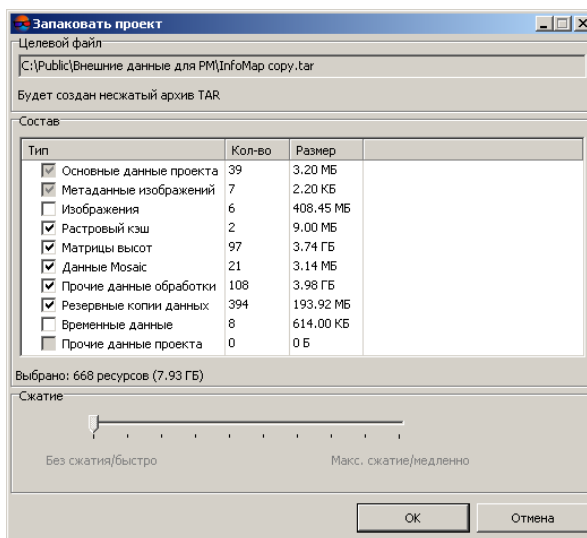 Запаковать проект
Целевой файл
C:\Public\Внешние данные для PM\InfoMap copy.tar
Будет создан несжатый архив TAR
Состав
Тип Кол-во Размер
Основные данные проекта 39 3.20 МБ
Метаданные изображений 7 2.20 КБ
Изображения 6 408.45 МБ
Растровый кэш 2 9.00 МБ
Матрицы высот 97 3.74 ГБ
Данные Mosaic 21 3.14 МБ
Прочие данные обработки 108 3.98 ГБ
Резервные копии данных 394 193.92 МБ
Временные данные 8 614.00 КБ
Прочие данные проекта 0 0 Б
Выбрано: 668 ресурсов (7.93 ГБ)
Сжатие
Без сжатия/быстро Макс. сжатие/медленно
OK Отмена